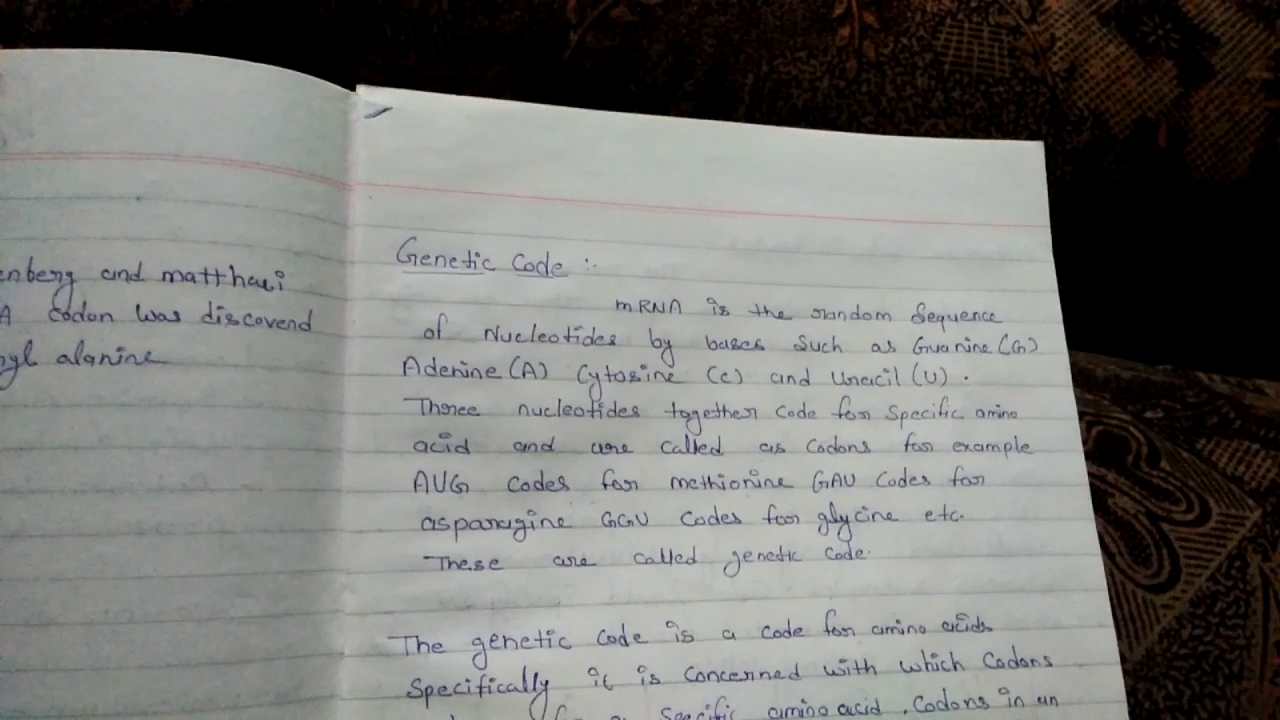 and matthaei
codon was discoverd
alanine
Genetic Code :-
mRNA is the random Sequence
of Nucleotides by bases Such as Guanine (G)
Adenine (A) Cytosine (C) and Uracil (U) .
Three nucleotides together code for specific amino
acid and are called as Codons for example
AUG codes for methionine GAU Codes for
asparagine GGU Codes for glycine etc.
These are called genetic code.
The genetic code is a code for amino acids
Specifically it is concerned with which Codons
specific amino acid . Codons in an